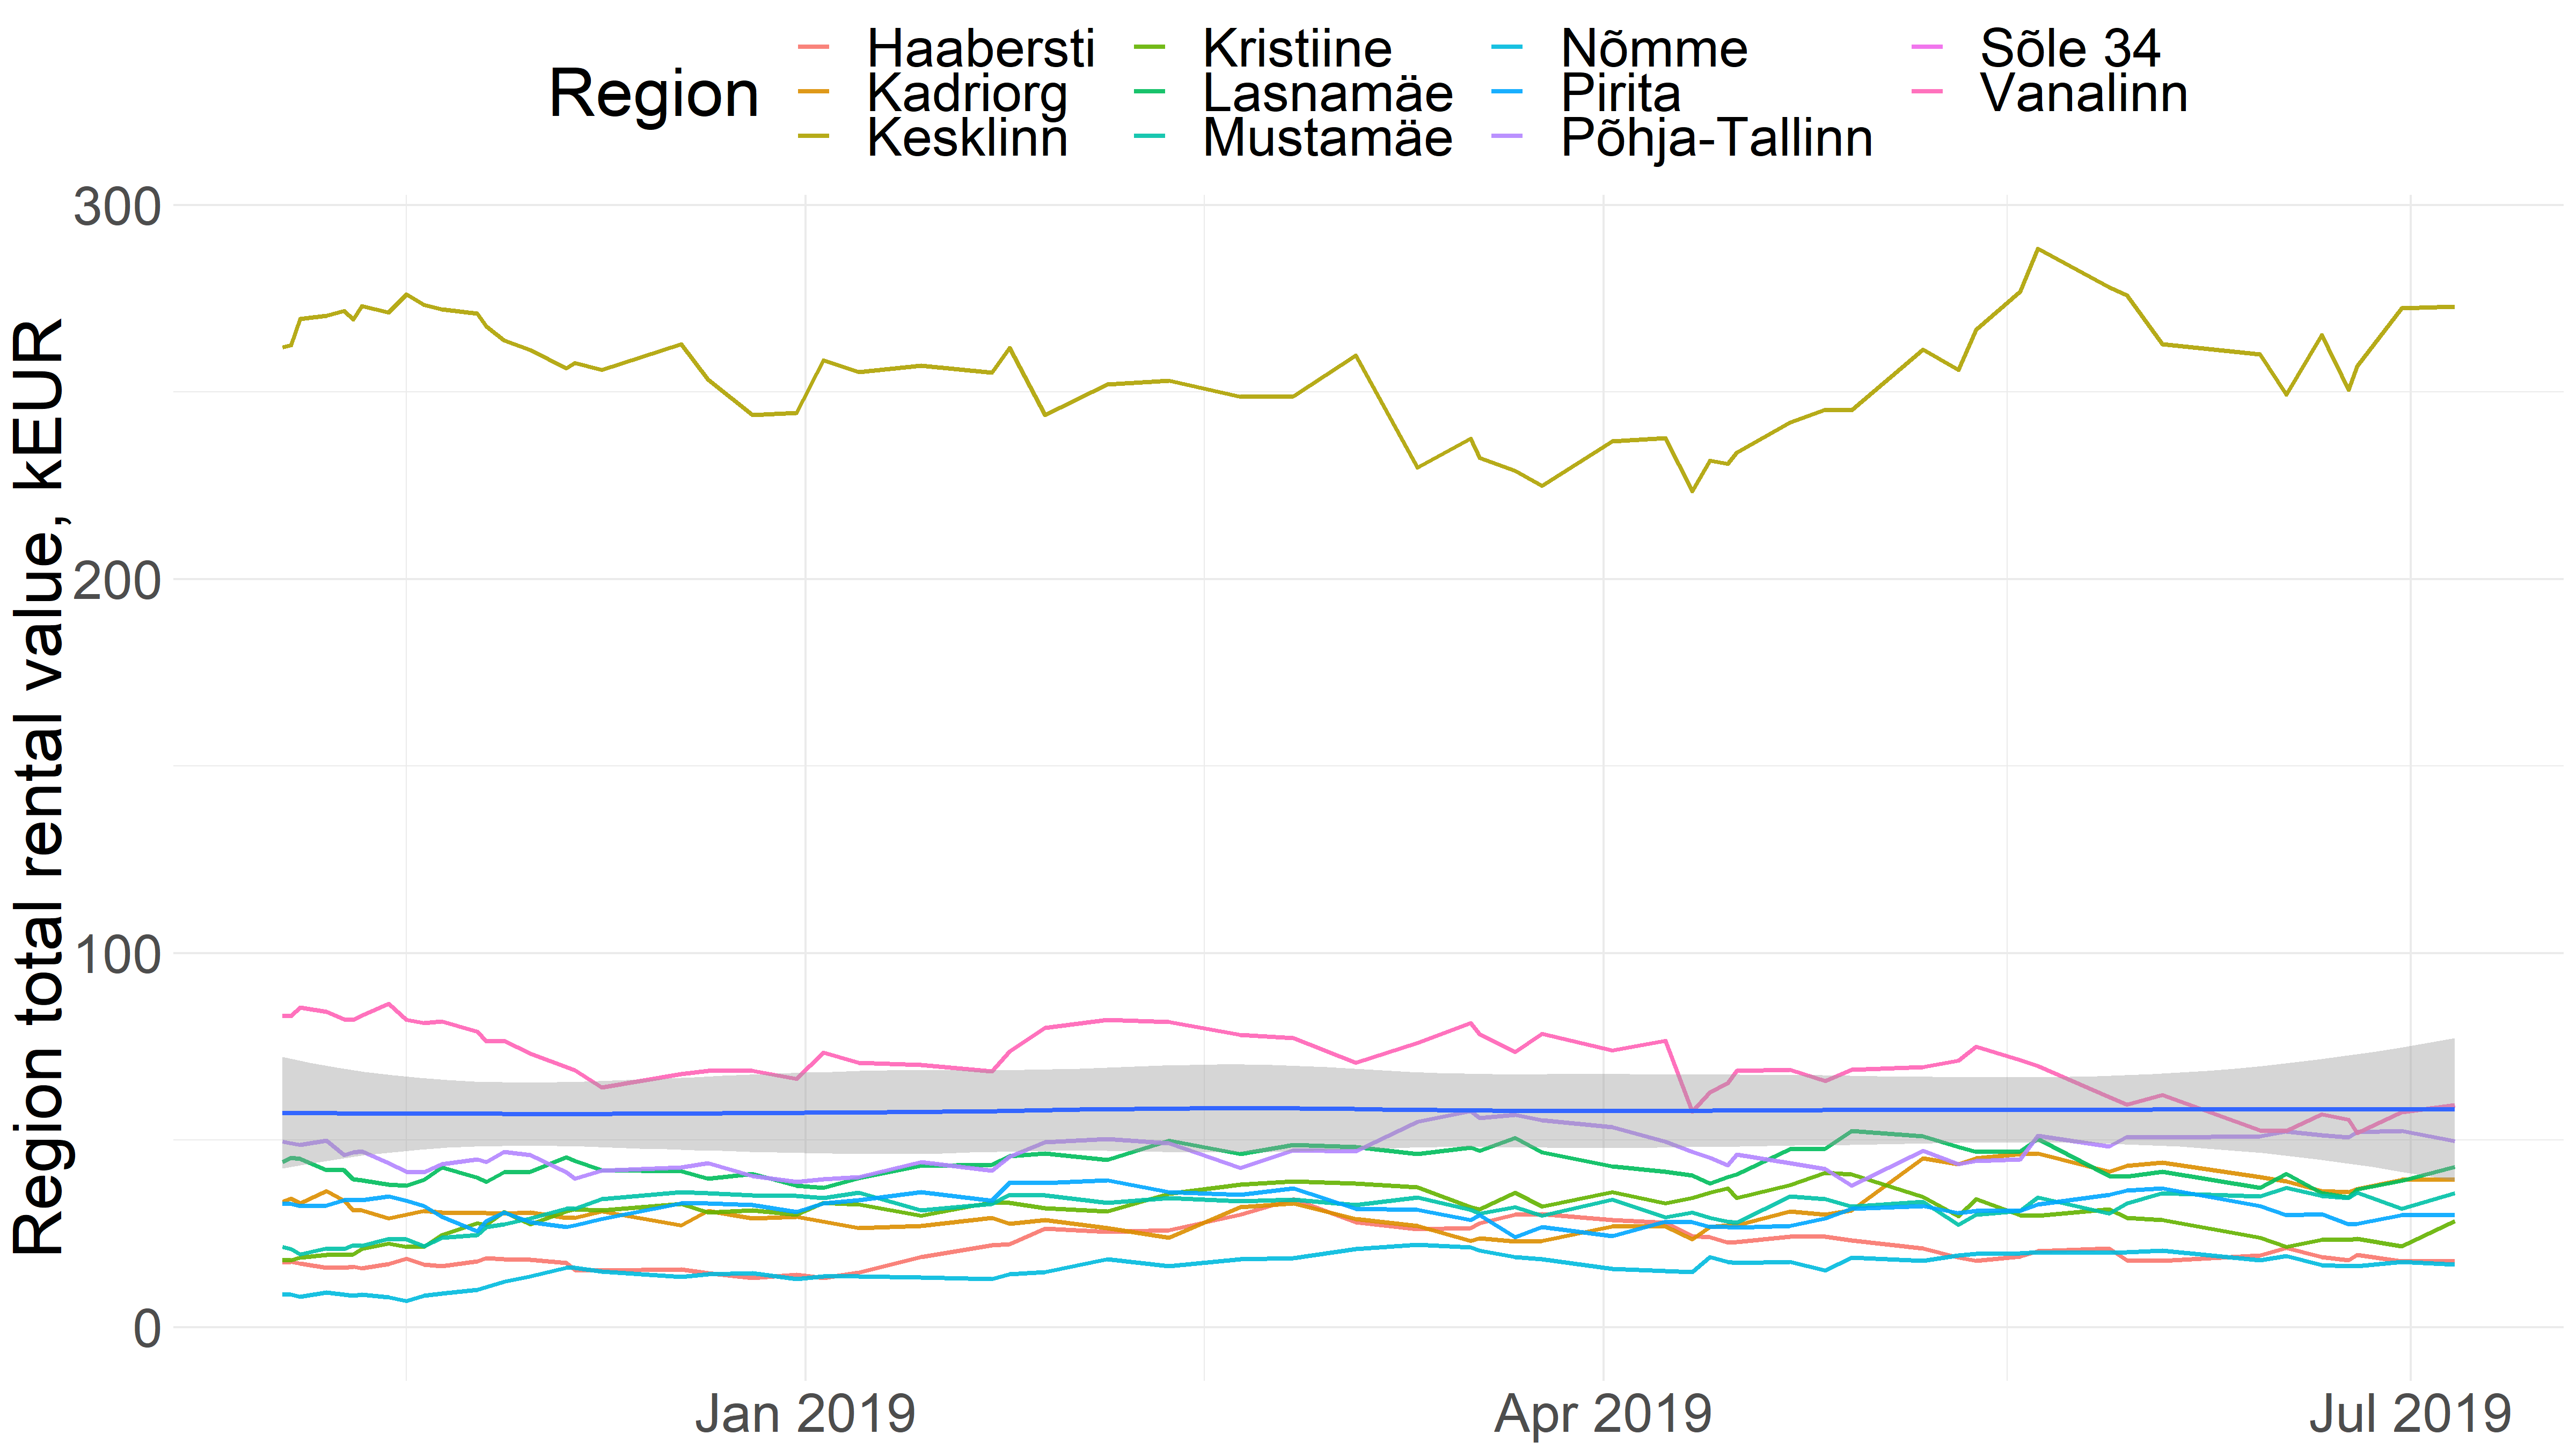 Region
Haabersti Kristiine Nõmme Sõle 34
Kadriorg Lasnamäe Pirita Vanalinn
Kesklinn Mustamäe Põhja-Tallinn
Region total rental value, kEUR
300
200
100
0
Jan 2019 Apr 2019 Jul 2019